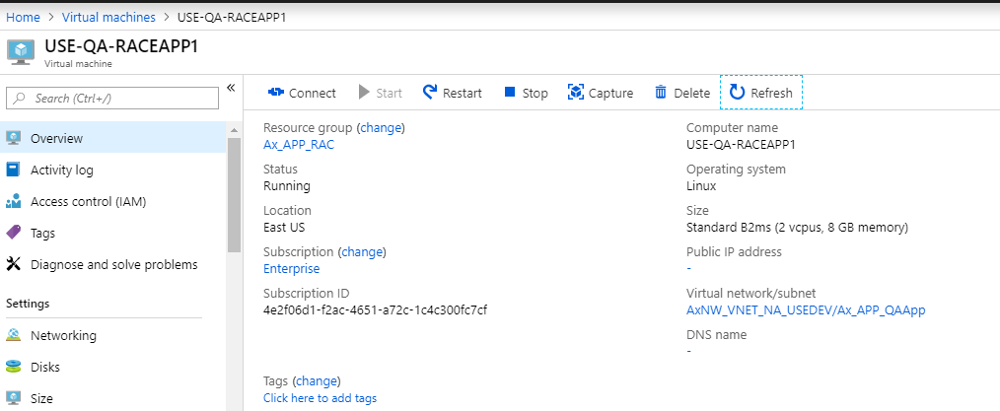 Home > Virtual machines > USE-QA-RACEAPP1
USE-QA-RACEAPP1
Virtual machine
Search (Ctrl+/)
«
Overview
Activity log
Access control (IAM)
Tags
Diagnose and solve problems
Settings
Networking
Disks
Size
Connect Start Restart Stop Capture Delete Refresh
Resource group (change)
Ax_APP_RAC
Status
Running
Location
East US
Subscription (change)
Enterprise
Subscription ID
4e2f06d1-f2ac-4651-a72c-1c4c300fc7cf
Computer name
USE-QA-RACEAPP1
Operating system
Linux
Size
Standard B2ms (2 vcpus, 8 GB memory)
Public IP address
-
Virtual network/subnet
AxNW_VNET_NA_USEDEV/Ax_APP_QAApp
DNS name
-
Tags (change)
Click here to add tags